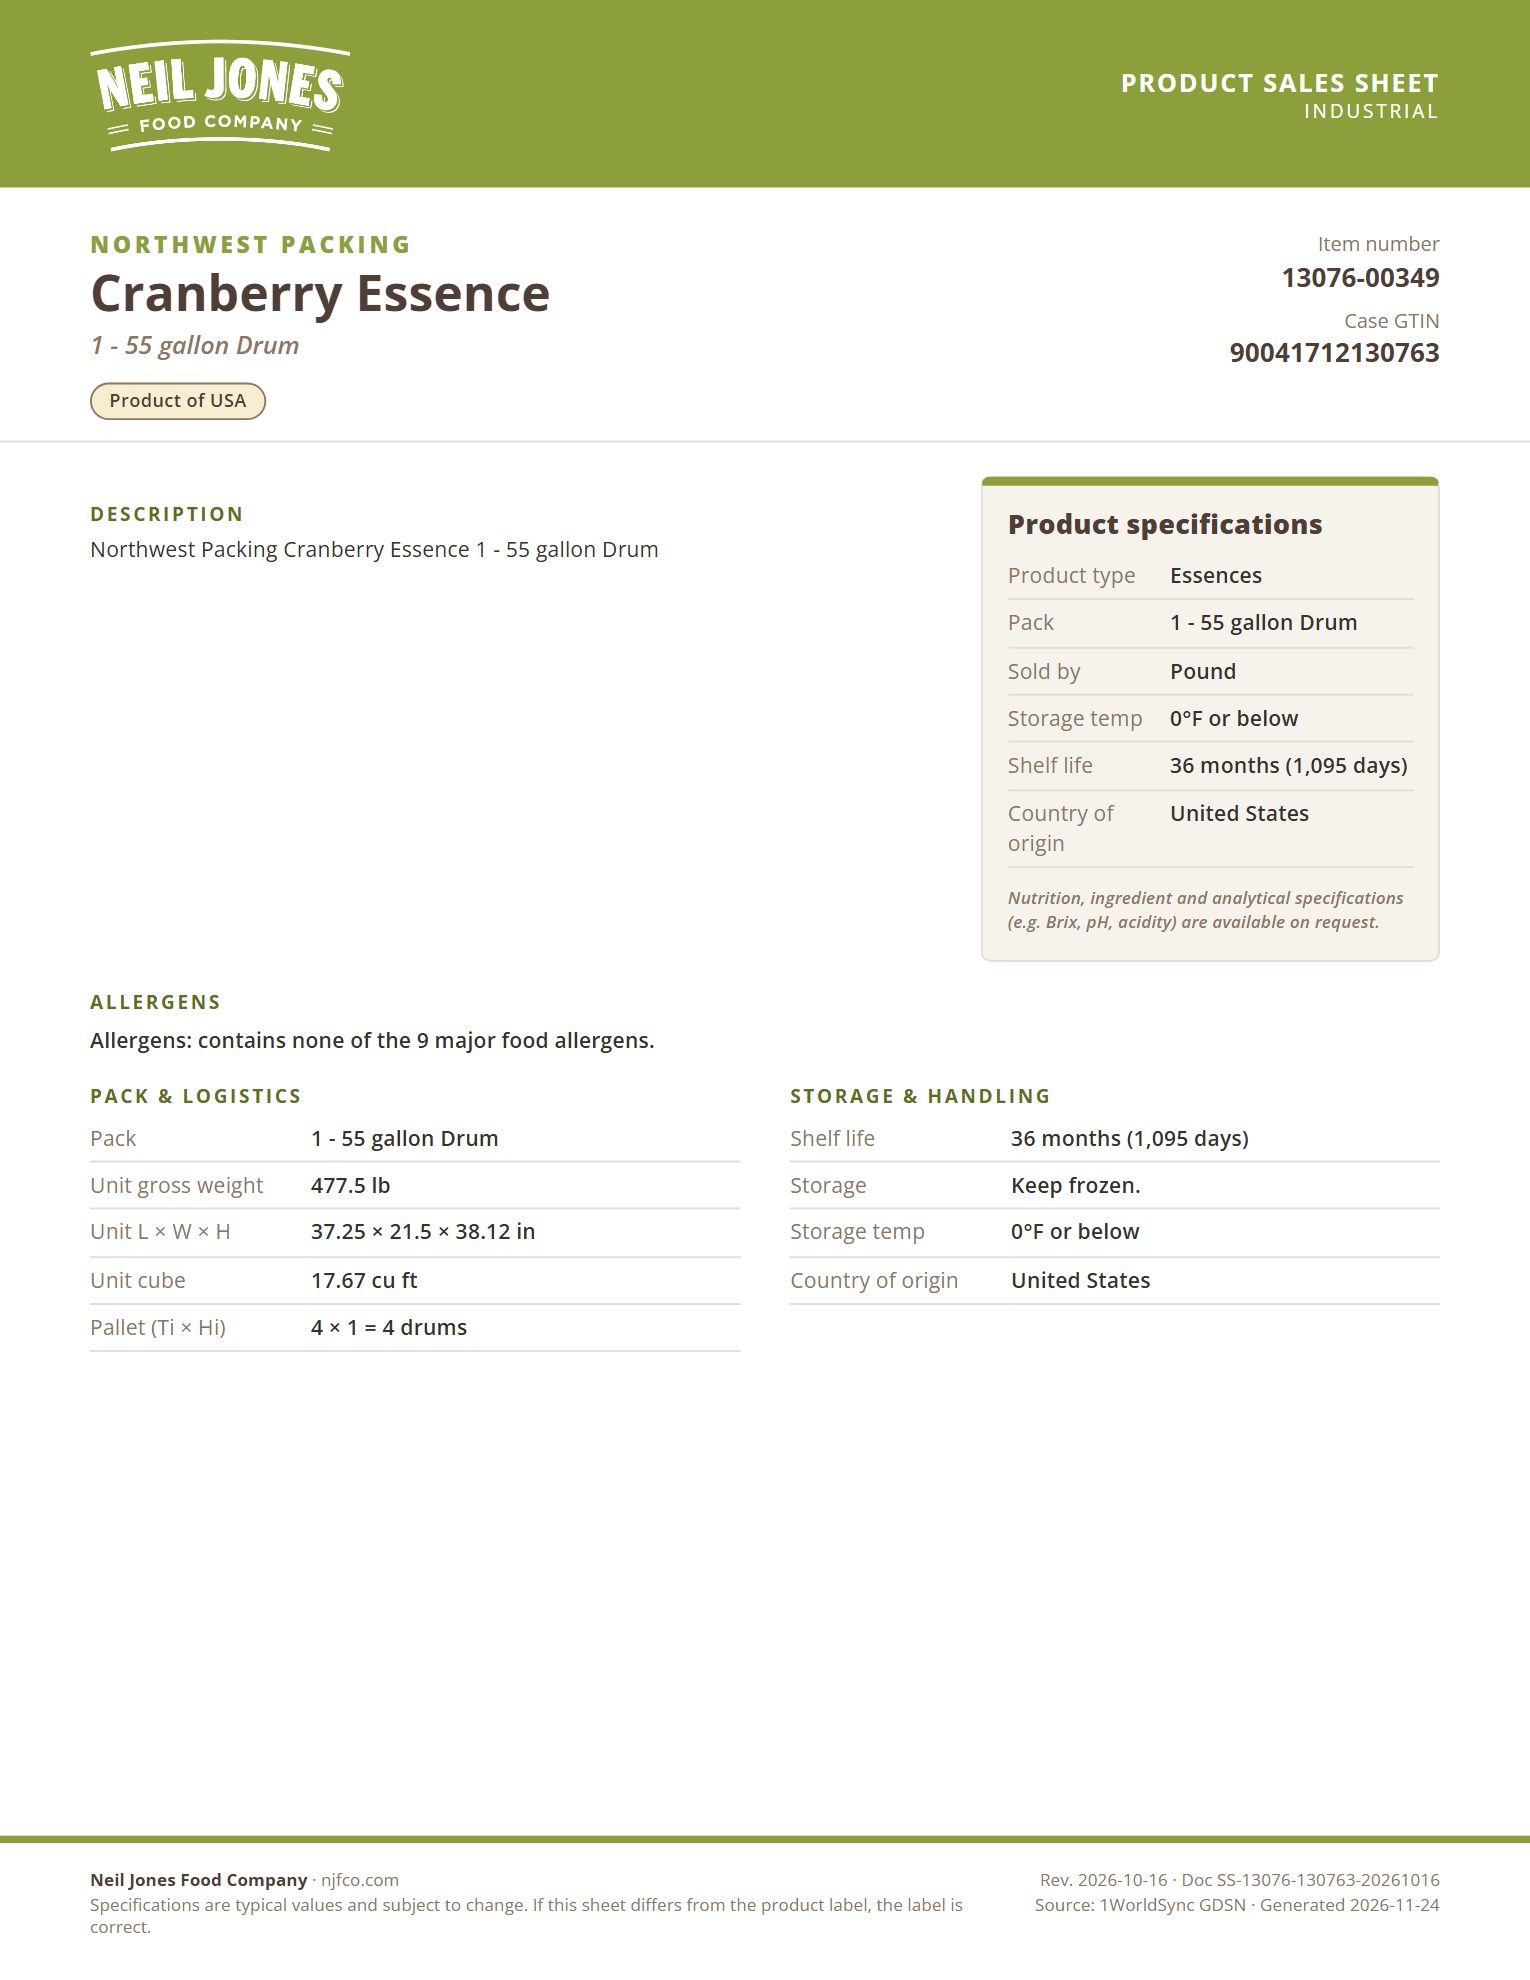 NEIL JONES
FOOD COMPANY
PRODUCT SALES SHEET
INDUSTRIAL
NORTHWEST PACKING
Cranberry Essence
1 - 55 gallon Drum
Product of USA
Item number
13076-00349
Case GTIN
90041712130763
DESCRIPTION
Northwest Packing Cranberry Essence 1 - 55 gallon Drum
Product specifications
Product type Essences
Pack 1 - 55 gallon Drum
Sold by Pound
Storage temp 0°F or below
Shelf life 36 months (1,095 days)
Country of United States
origin
Nutrition, ingredient and analytical specifications
(e.g. Brix, pH, acidity) are available on request.
ALLERGENS
Allergens: contains none of the 9 major food allergens.
PACK & LOGISTICS
Pack 1 - 55 gallon Drum
Unit gross weight 477.5 lb
Unit L × W × H 37.25 × 21.5 × 38.12 in
Unit cube 17.67 cu ft
Pallet (Ti × Hi) 4 × 1 = 4 drums
STORAGE & HANDLING
Shelf life 36 months (1,095 days)
Storage Keep frozen.
Storage temp 0°F or below
Country of origin United States
Neil Jones Food Company · njfco.com
Specifications are typical values and subject to change. If this sheet differs from the product label, the label is
correct.
Rev. 2026-10-16 · Doc SS-13076-130763-20261016
Source: 1WorldSync GDSN · Generated 2026-11-24